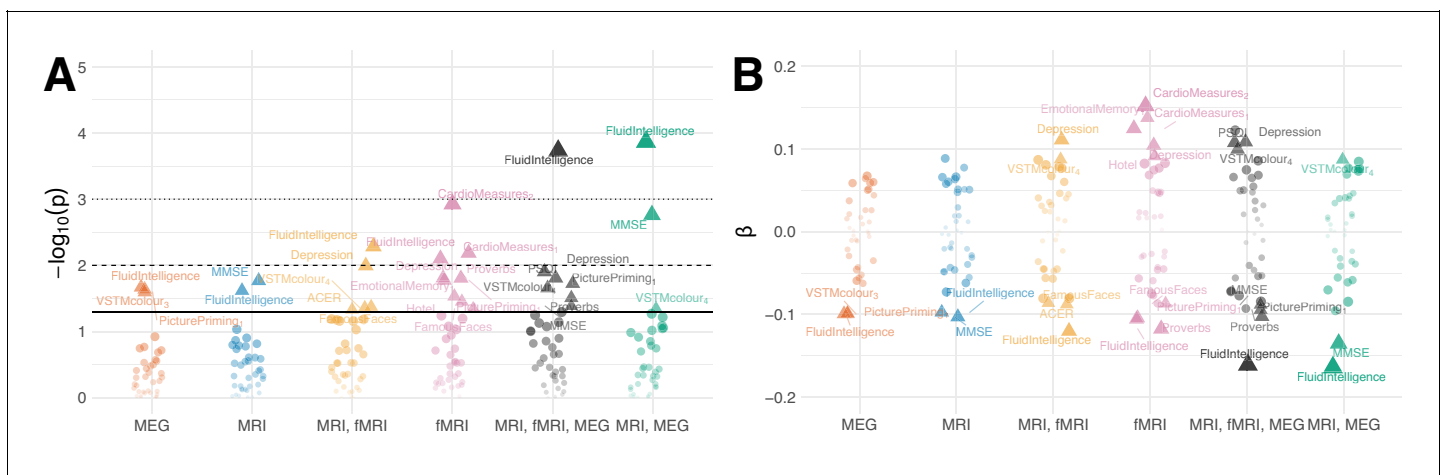 A
B
−log10(p)
5
4
3
2
1
0
FluidIntelligence
VSTMcolour3
PicturePriming1
MMSE
FluidIntelligence
FluidIntelligence
Depression
VSTMcolour4
ACER
FamousFaces
CardioMeasures2
FluidIntelligence
CardioMeasures1
Depression
Proverbs
EmotionalMemory
Hotel
PicturePriming1
FamousFaces
FluidIntelligence
PSQI
Depression
VSTMcolour4
PicturePriming1
Proverbs
MMSE
FluidIntelligence
MMSE
VSTMcolour4
MEG
MRI
MRI, fMRI
fMRI
MRI, fMRI, MEG
MRI, MEG
β
0.2
0.1
0.0
−0.1
−0.2
VSTMcolour3
PicturePriming
FluidIntelligence
FluidIntelligence
MMSE
Depression
VSTMcolour4
FamousFaces
ACER
FluidIntelligence
CardioMeasures2
EmotionalMemory
CardioMeasures1
Hotel
Depression
FamousFaces
PicturePriming1
Proverbs
FluidIntelligence
PSQI
Depression
VSTMcolour4
MMSE
PicturePriming1
Proverbs
FluidIntelligence
VSTMcolour4
MMSE
FluidIntelligence
MEG
MRI
MRI, fMRI
fMRI
MRI, fMRI, MEG
MRI, MEG